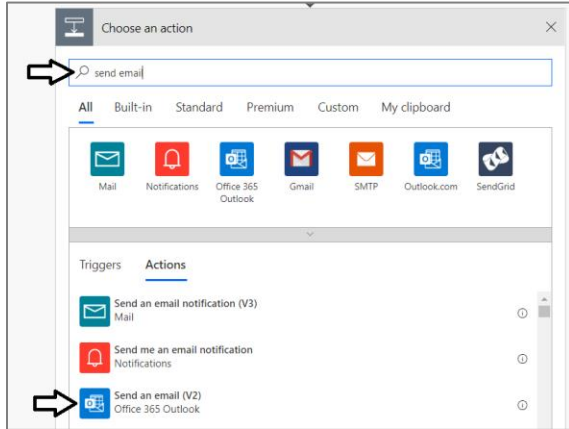 Choose an action
send email
All Built-in Standard Premium Custom My clipboard
Mail Notifications Office 365 Outlook Gmail SMTP Outlook.com SendGrid
Triggers Actions
Send an email notification (V3)
Mail
Send me an email notification
Notifications
Send an email (V2)
Office 365 Outlook